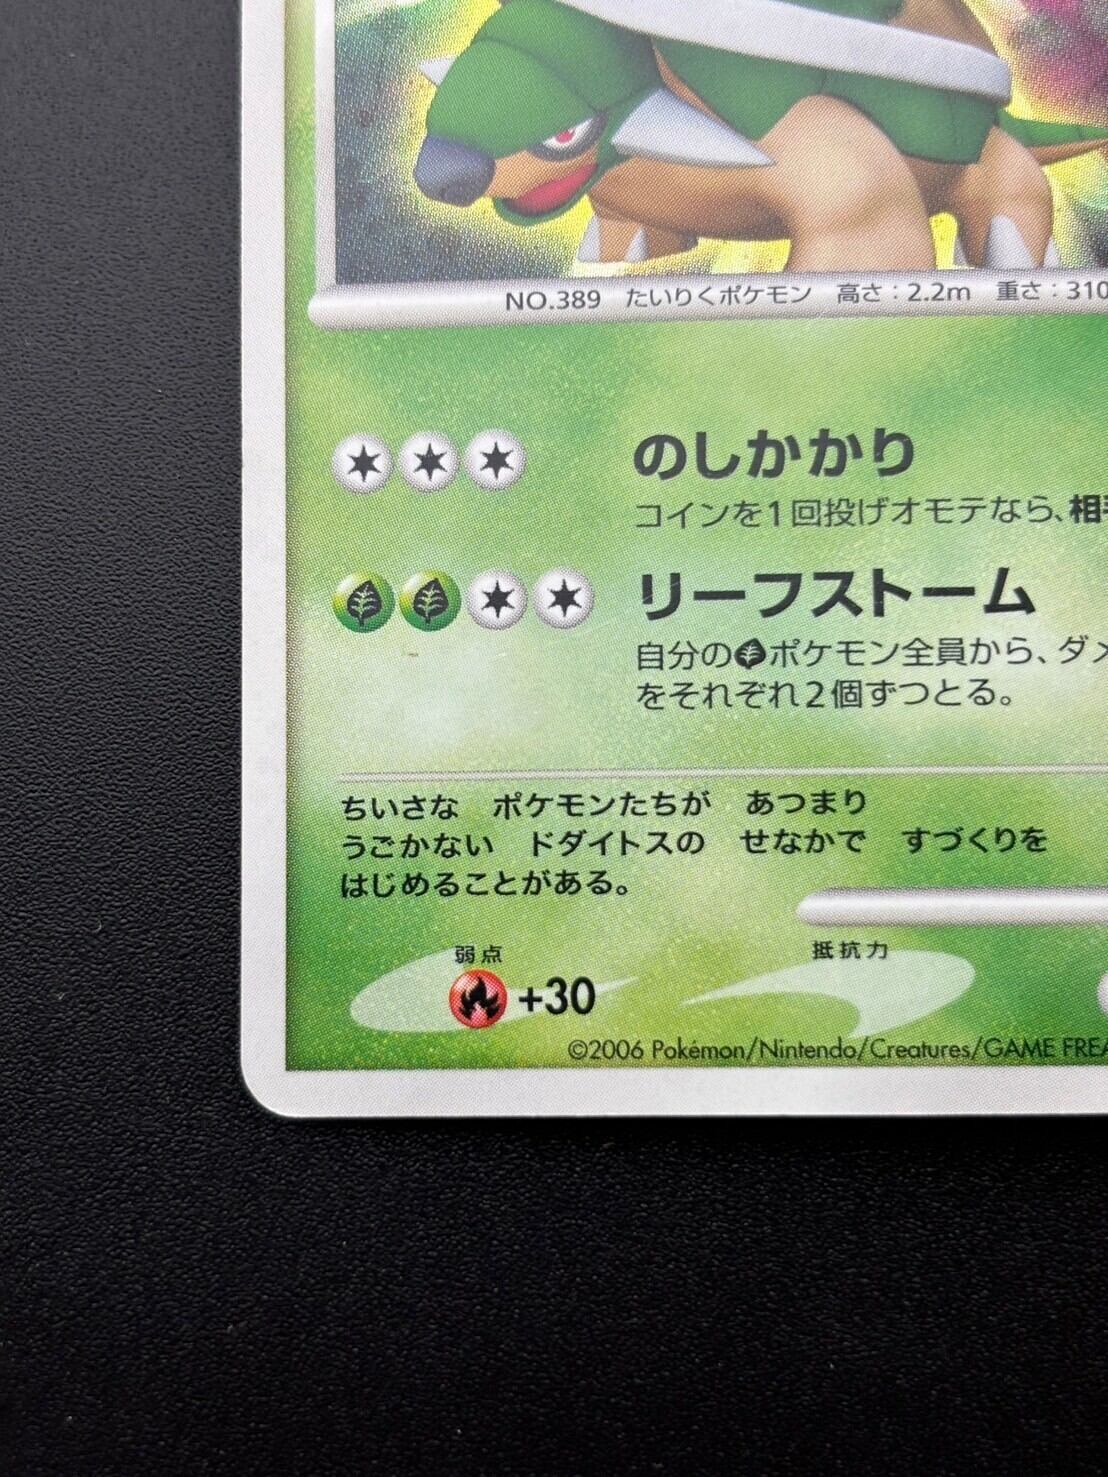 NO.389 たいりくポケモン 高さ：2.2m 重さ：310
のしかかり
コインを1回投げオモテなら、相手
リーフストーム
自分のポケモン全員から、ダメ
をそれぞれ2個ずつとる。
ちいさな ポケモンたちが あつまり
うごかない ドダイトスの せなかで すづくりを
はじめることがある。
弱点 抵抗力
+30
©2006 Pokémon/Nintendo/Creatures/GAME FREA